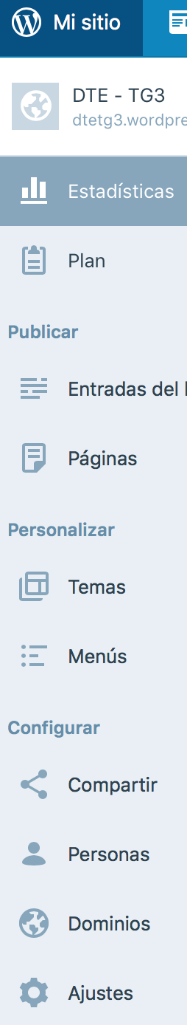 Mi sitio
DTE - TG3
dtetg3.wordpre
Estadísticas
Plan
Publicar
Entradas del
Páginas
Personalizar
Temas
Menús
Configurar
Compartir
Personas
Dominios
Ajustes